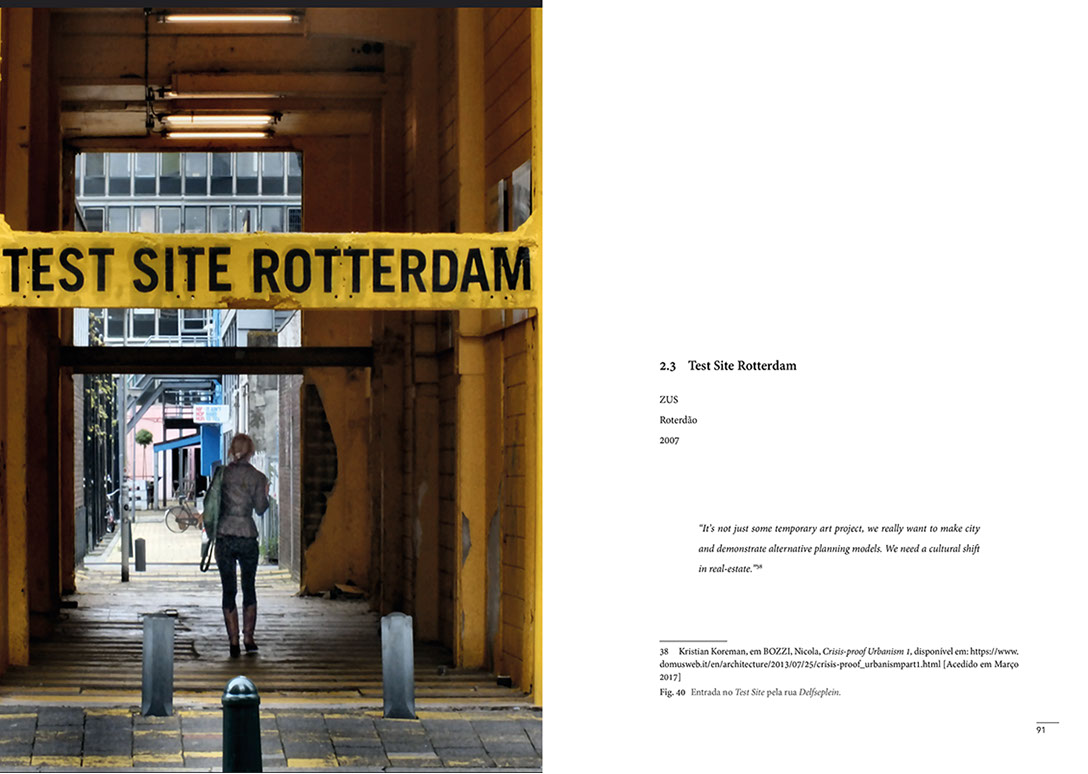 TEST SITE ROTTERDAM
2.3 Test Site Rotterdam
ZUS
Roterdão
2007
“It’s not just some temporary art project, we really want to make city
and demonstrate alternative planning models. We need a cultural shift
in real-estate.”³⁸
38 Kristian Koreman, em BOZZI, Nicola, Crisis-proof Urbanism 1, disponível em: https://www.
domusweb.it/en/architecture/2013/07/25/crisis-proof_urbanismpart1.html [Acedido em Março
2017]
Fig. 40 Entrada no Test Site pela rua Delfseplein.
91